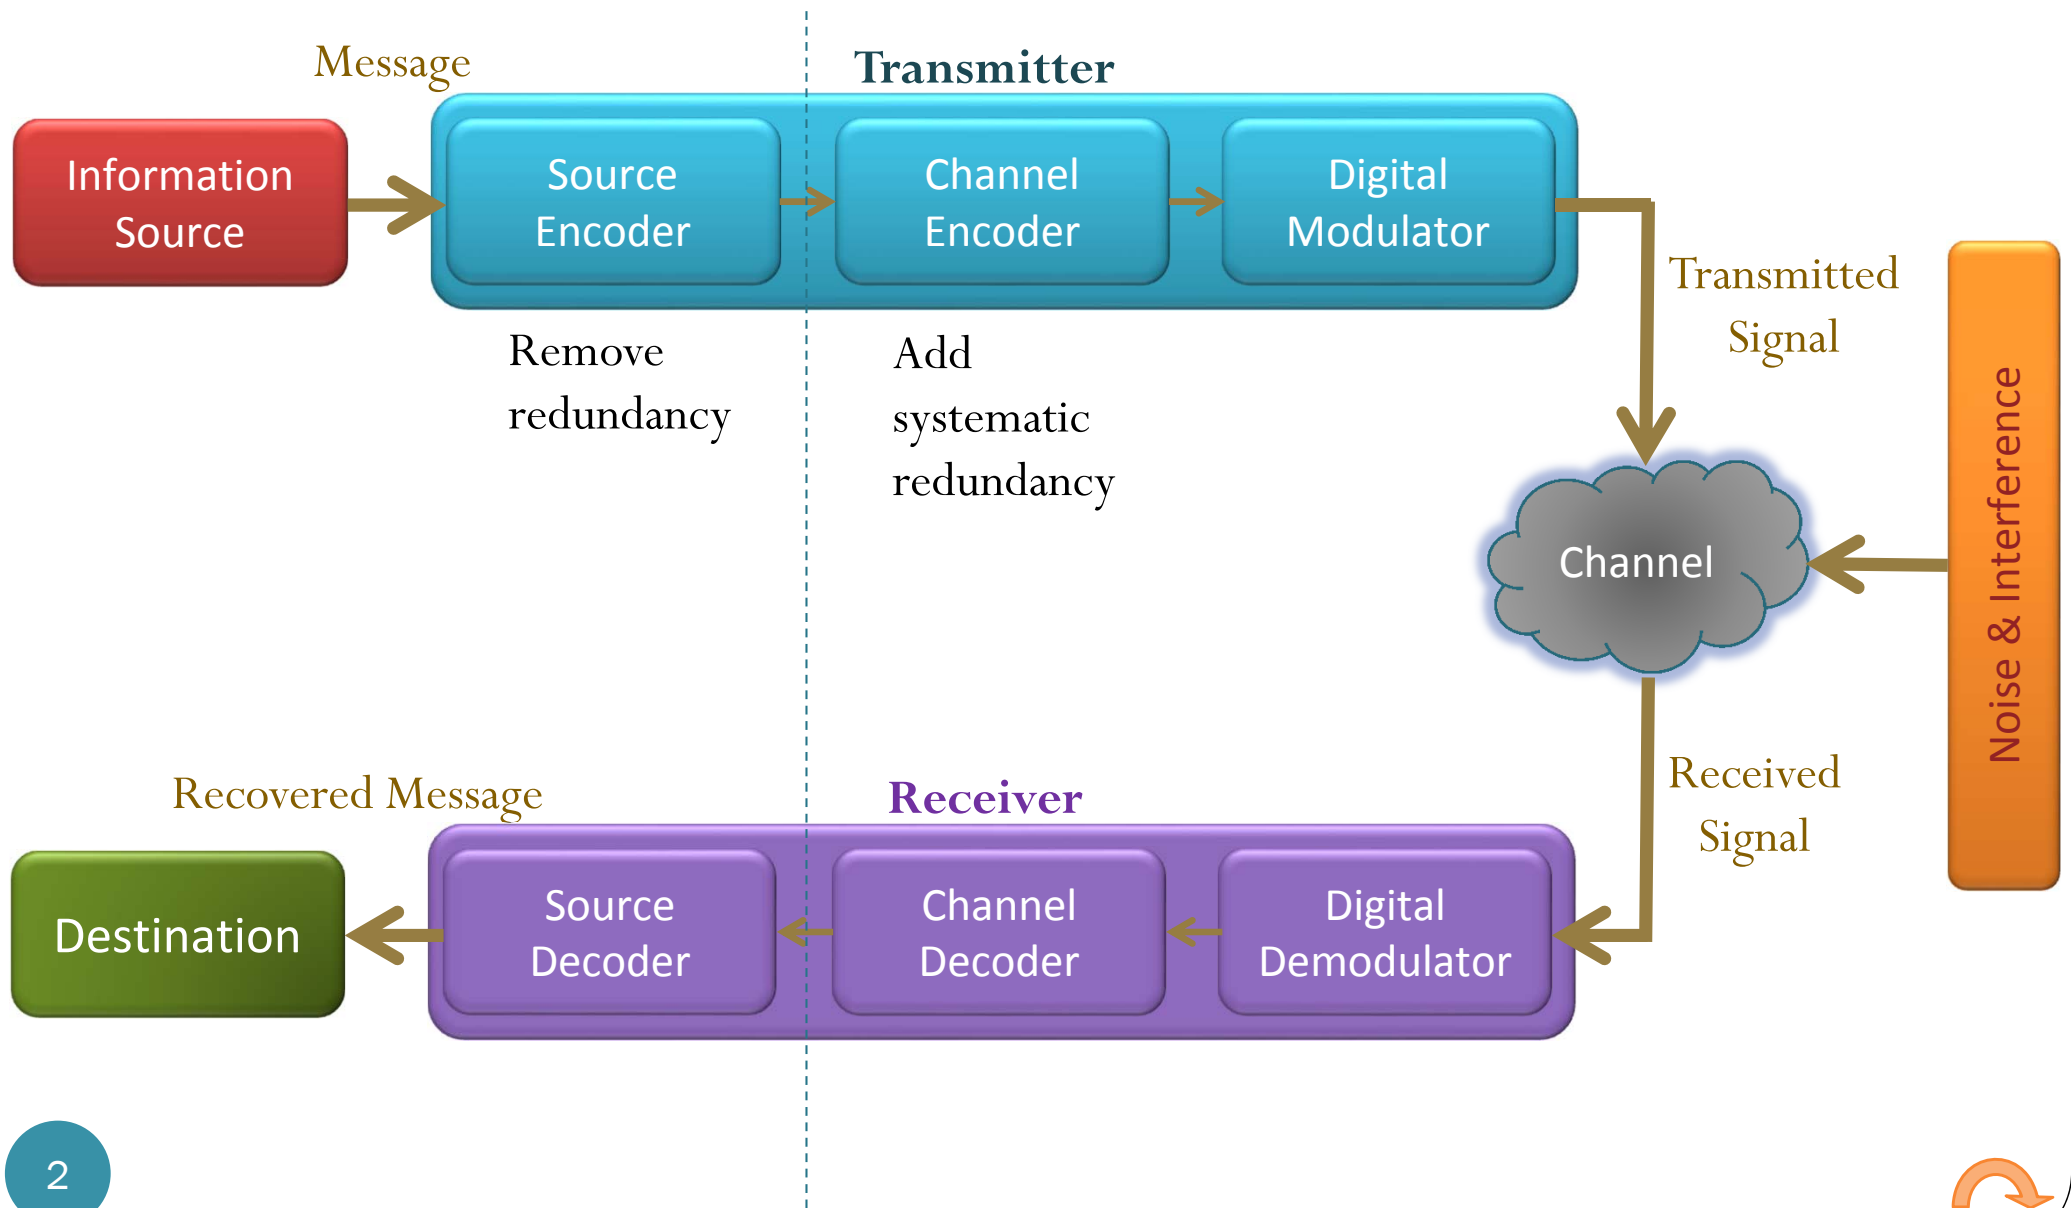 Message
Transmitter
Information
Source
Source
Encoder
Channel
Encoder
Digital
Modulator
Transmitted
Signal
Remove
redundancy
Add
systematic
redundancy
Channel
Noise & Interference
Received
Signal
Recovered Message
Receiver
Destination
Source
Decoder
Channel
Decoder
Digital
Demodulator
2